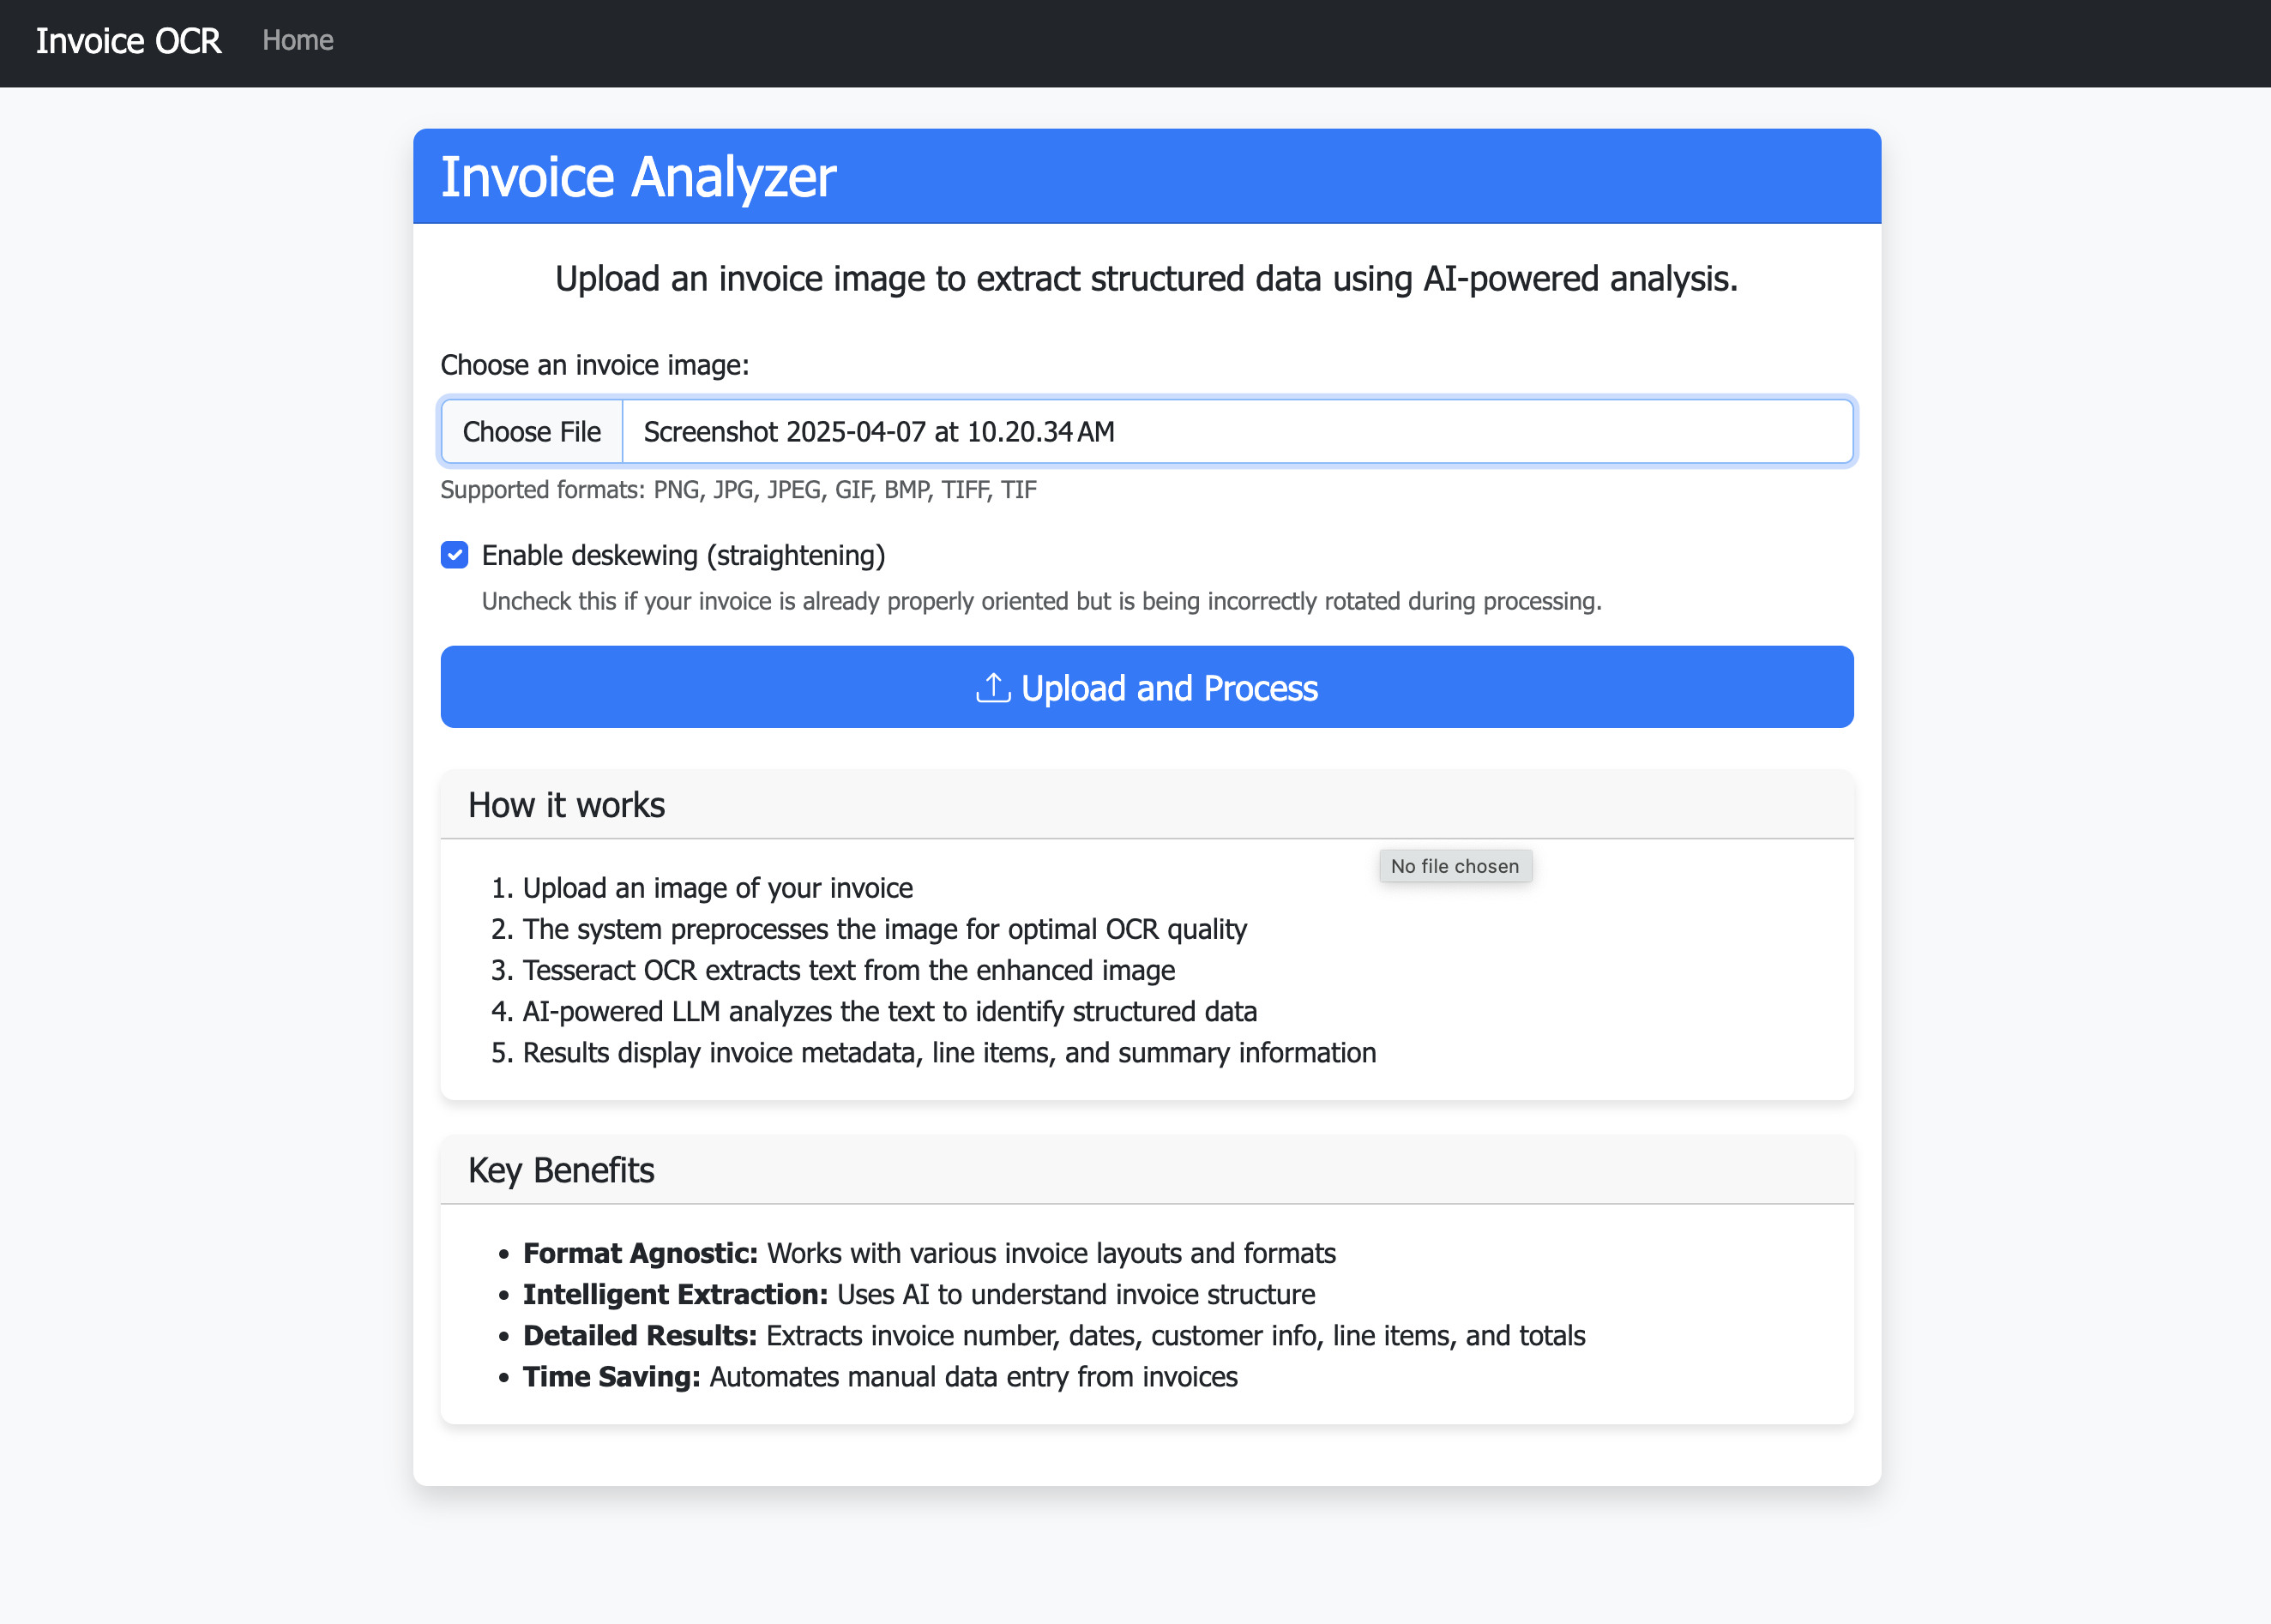 Invoice OCR Home
Invoice Analyzer
Upload an invoice image to extract structured data using AI-powered analysis.
Choose an invoice image:
Choose File Screenshot 2025-04-07 at 10.20.34 AM
Supported formats: PNG, JPG, JPEG, GIF, BMP, TIFF, TIF
Enable deskewing (straightening)
Uncheck this if your invoice is already properly oriented but is being incorrectly rotated during processing.
Upload and Process
How it works
No file chosen
1. Upload an image of your invoice
2. The system preprocesses the image for optimal OCR quality
3. Tesseract OCR extracts text from the enhanced image
4. AI-powered LLM analyzes the text to identify structured data
5. Results display invoice metadata, line items, and summary information
Key Benefits
• Format Agnostic: Works with various invoice layouts and formats
• Intelligent Extraction: Uses AI to understand invoice structure
• Detailed Results: Extracts invoice number, dates, customer info, line items, and totals
• Time Saving: Automates manual data entry from invoices